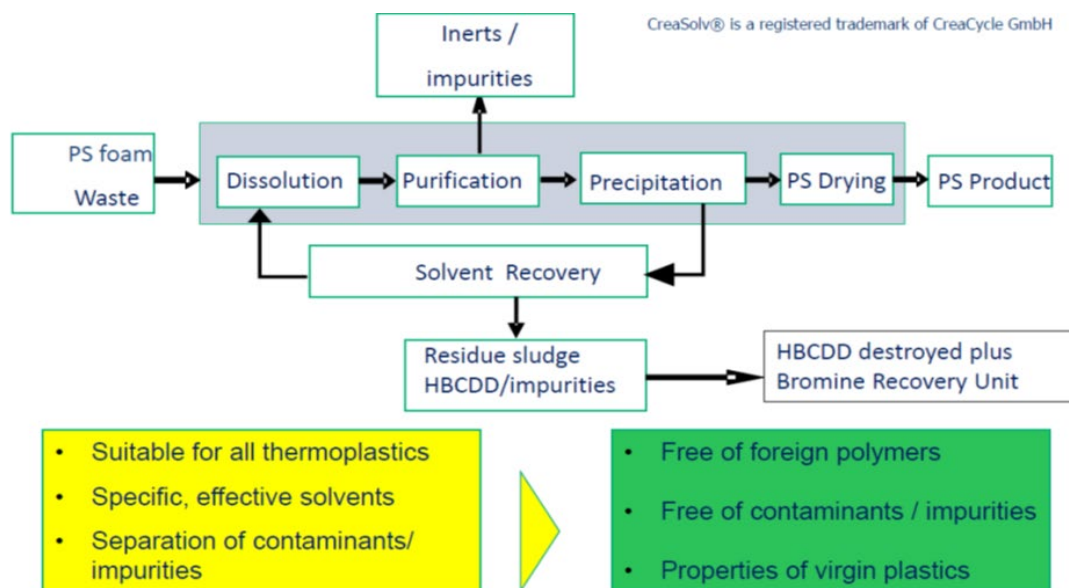 CreaSolv® is a registered trademark of CreaCycle GmbH
Inerts /
impurities
PS foam
Waste
Dissolution
Purification
Precipitation
PS Drying
PS Product
Solvent Recovery
Residue sludge
HBCDD/impurities
HBCDD destroyed plus
Bromine Recovery Unit
• Suitable for all thermoplastics
• Specific, effective solvents
• Separation of contaminants/
impurities
• Free of foreign polymers
• Free of contaminants / impurities
• Properties of virgin plastics